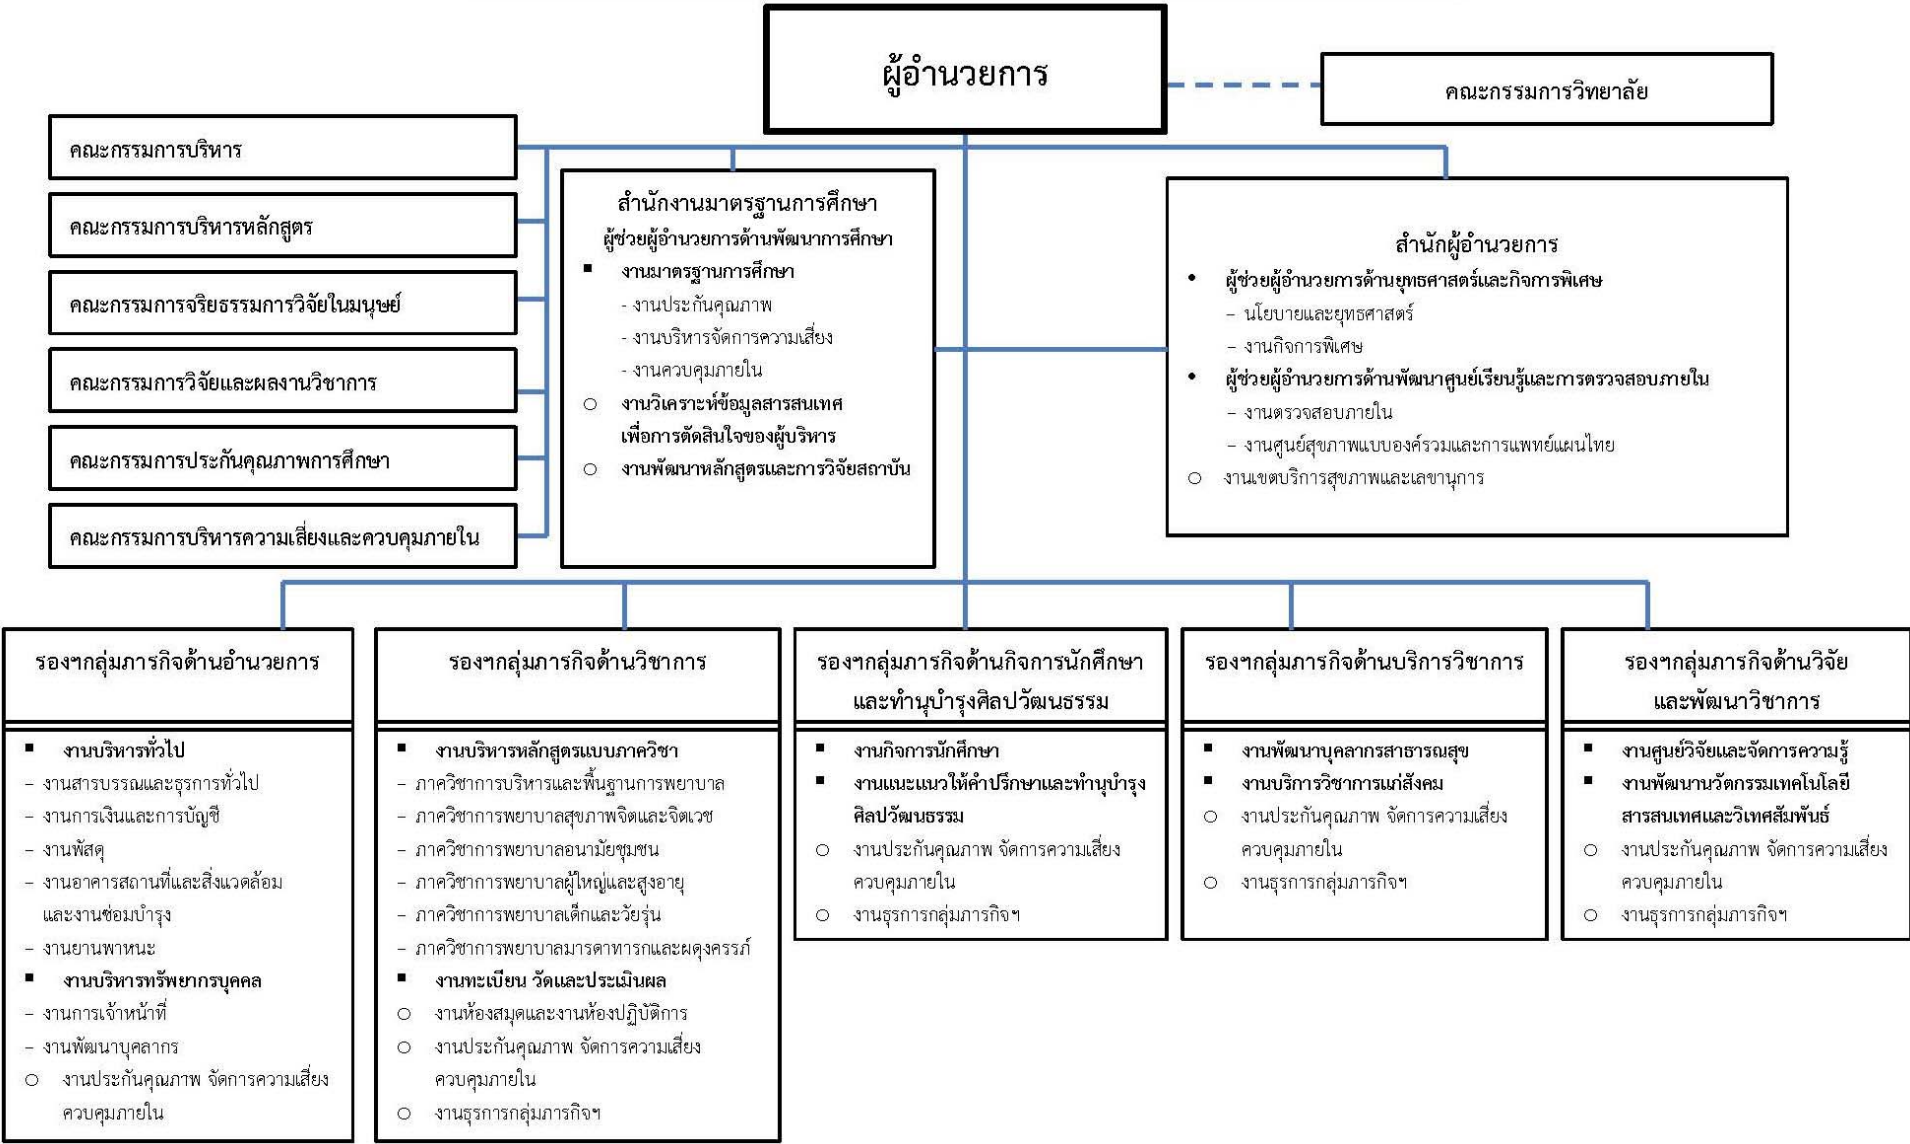 ผู้อำนวยการ
คณะกรรมการวิทยาลัย
คณะกรรมการบริหาร
คณะกรรมการบริหารหลักสูตร
คณะกรรมการจริยธรรมการวิจัยในมนุษย์
คณะกรรมการวิจัยและผลงานวิชาการ
คณะกรรมการประกันคุณภาพการศึกษา
คณะกรรมการบริหารความเสี่ยงและควบคุมภายใน
สำนักงานมาตรฐานการศึกษา
ผู้ช่วยผู้อำนวยการด้านพัฒนาการศึกษา
▪ งานมาตรฐานการศึกษา
- งานประกันคุณภาพ
- งานบริหารจัดการความเสี่ยง
- งานควบคุมภายใน
○ งานวิเคราะห์ข้อมูลสารสนเทศ
เพื่อการตัดสินใจของผู้บริหาร
○ งานพัฒนาหลักสูตรและการวิจัยสถาบัน
สำนักผู้อำนวยการ
• ผู้ช่วยผู้อำนวยการด้านยุทธศาสตร์และกิจการพิเศษ
– นโยบายและยุทธศาสตร์
– งานกิจการพิเศษ
• ผู้ช่วยผู้อำนวยการด้านพัฒนาศูนย์เรียนรู้และการตรวจสอบภายใน
– งานตรวจสอบภายใน
– งานศูนย์สุขภาพแบบองค์รวมและการแพทย์แผนไทย
○ งานเขตบริการสุขภาพและเลขานุการ
รองฯกลุ่มภารกิจด้านอำนวยการ
▪ งานบริหารทั่วไป
– งานสารบรรณและธุรการทั่วไป
– งานการเงินและการบัญชี
– งานพัสดุ
– งานอาคารสถานที่และสิ่งแวดล้อม
และงานซ่อมบำรุง
– งานยานพาหนะ
▪ งานบริหารทรัพยากรบุคคล
– งานการเจ้าหน้าที่
– งานพัฒนาบุคลากร
○ งานประกันคุณภาพ จัดการความเสี่ยง
ควบคุมภายใน
รองฯกลุ่มภารกิจด้านวิชาการ
▪ งานบริหารหลักสูตรแบบภาควิชา
– ภาควิชาการบริหารและพื้นฐานการพยาบาล
– ภาควิชาการพยาบาลสุขภาพจิตและจิตเวช
– ภาควิชาการพยาบาลอนามัยชุมชน
– ภาควิชาการพยาบาลผู้ใหญ่และสูงอายุ
– ภาควิชาการพยาบาลเด็กและวัยรุ่น
– ภาควิชาการพยาบาลมารดาทารกและผดุงครรภ์
▪ งานทะเบียน วัดและประเมินผล
○ งานห้องสมุดและงานห้องปฏิบัติการ
○ งานประกันคุณภาพ จัดการความเสี่ยง
ควบคุมภายใน
○ งานธุรการกลุ่มภารกิจฯ
รองฯกลุ่มภารกิจด้านกิจการนักศึกษา
และทำนุบำรุงศิลปวัฒนธรรม
▪ งานกิจการนักศึกษา
▪ งานแนะแนวให้คำปรึกษาและทำนุบำรุง
ศิลปวัฒนธรรม
○ งานประกันคุณภาพ จัดการความเสี่ยง
ควบคุมภายใน
○ งานธุรการกลุ่มภารกิจฯ
รองฯกลุ่มภารกิจด้านบริการวิชาการ
▪ งานพัฒนาบุคลากรสาธารณสุข
▪ งานบริการวิชาการแก่สังคม
○ งานประกันคุณภาพ จัดการความเสี่ยง
ควบคุมภายใน
○ งานธุรการกลุ่มภารกิจฯ
รองฯกลุ่มภารกิจด้านวิจัย
และพัฒนาวิชาการ
▪ งานศูนย์วิจัยและจัดการความรู้
▪ งานพัฒนานวัตกรรมเทคโนโลยี
สารสนเทศและวิเทศสัมพันธ์
○ งานประกันคุณภาพ จัดการความเสี่ยง
ควบคุมภายใน
○ งานธุรการกลุ่มภารกิจฯ